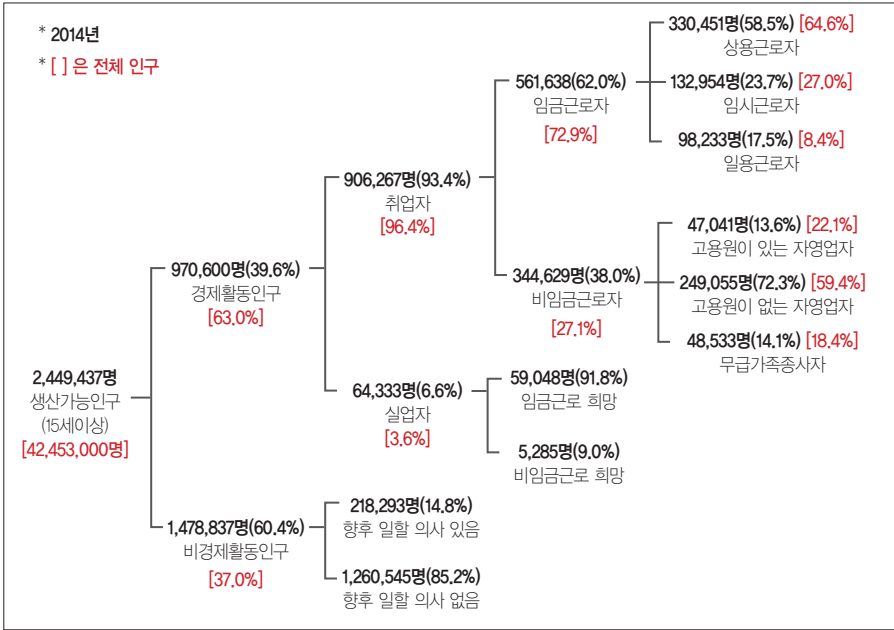 * 2014년
* [ ] 은 전체 인구
2,449,437명
생산가능인구
(15세이상)
[42,453,000명]
970,600명(39.6%)
경제활동인구
[63.0%]
1,478,837명(60.4%)
비경제활동인구
[37.0%]
906,267명(93.4%)
취업자
[96.4%]
64,333명(6.6%)
실업자
[3.6%]
218,293명(14.8%)
향후 일할 의사 있음
1,260,545명(85.2%)
향후 일할 의사 없음
561,638(62.0%)
임금근로자
[72.9%]
344,629명(38.0%)
비임금근로자
[27.1%]
59,048명(91.8%)
임금근로 희망
5,285명(9.0%)
비임금근로 희망
330,451명(58.5%) [64.6%]
상용근로자
132,954명(23.7%) [27.0%]
임시근로자
98,233명(17.5%) [8.4%]
일용근로자
47,041명(13.6%) [22.1%]
고용원이 있는 자영업자
249,055명(72.3%) [59.4%]
고용원이 없는 자영업자
48,533명(14.1%) [18.4%]
무급가족종사자